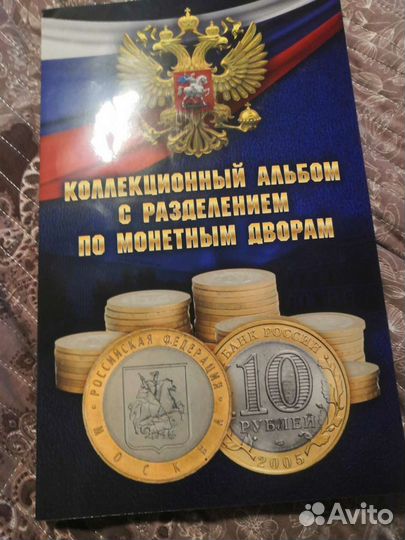 КОЛЛЕКЦИОННЫЙ АЛЬБОМ
С РАЗДЕЛЕНИЕМ
ПО МОНЕТНЫМ ДВОРАМ
РОССИЙСКАЯ ФЕДЕРАЦИЯ
МОСКВА
БАНК РОССИИ
10
РУБЛЕЙ
2005
Avito